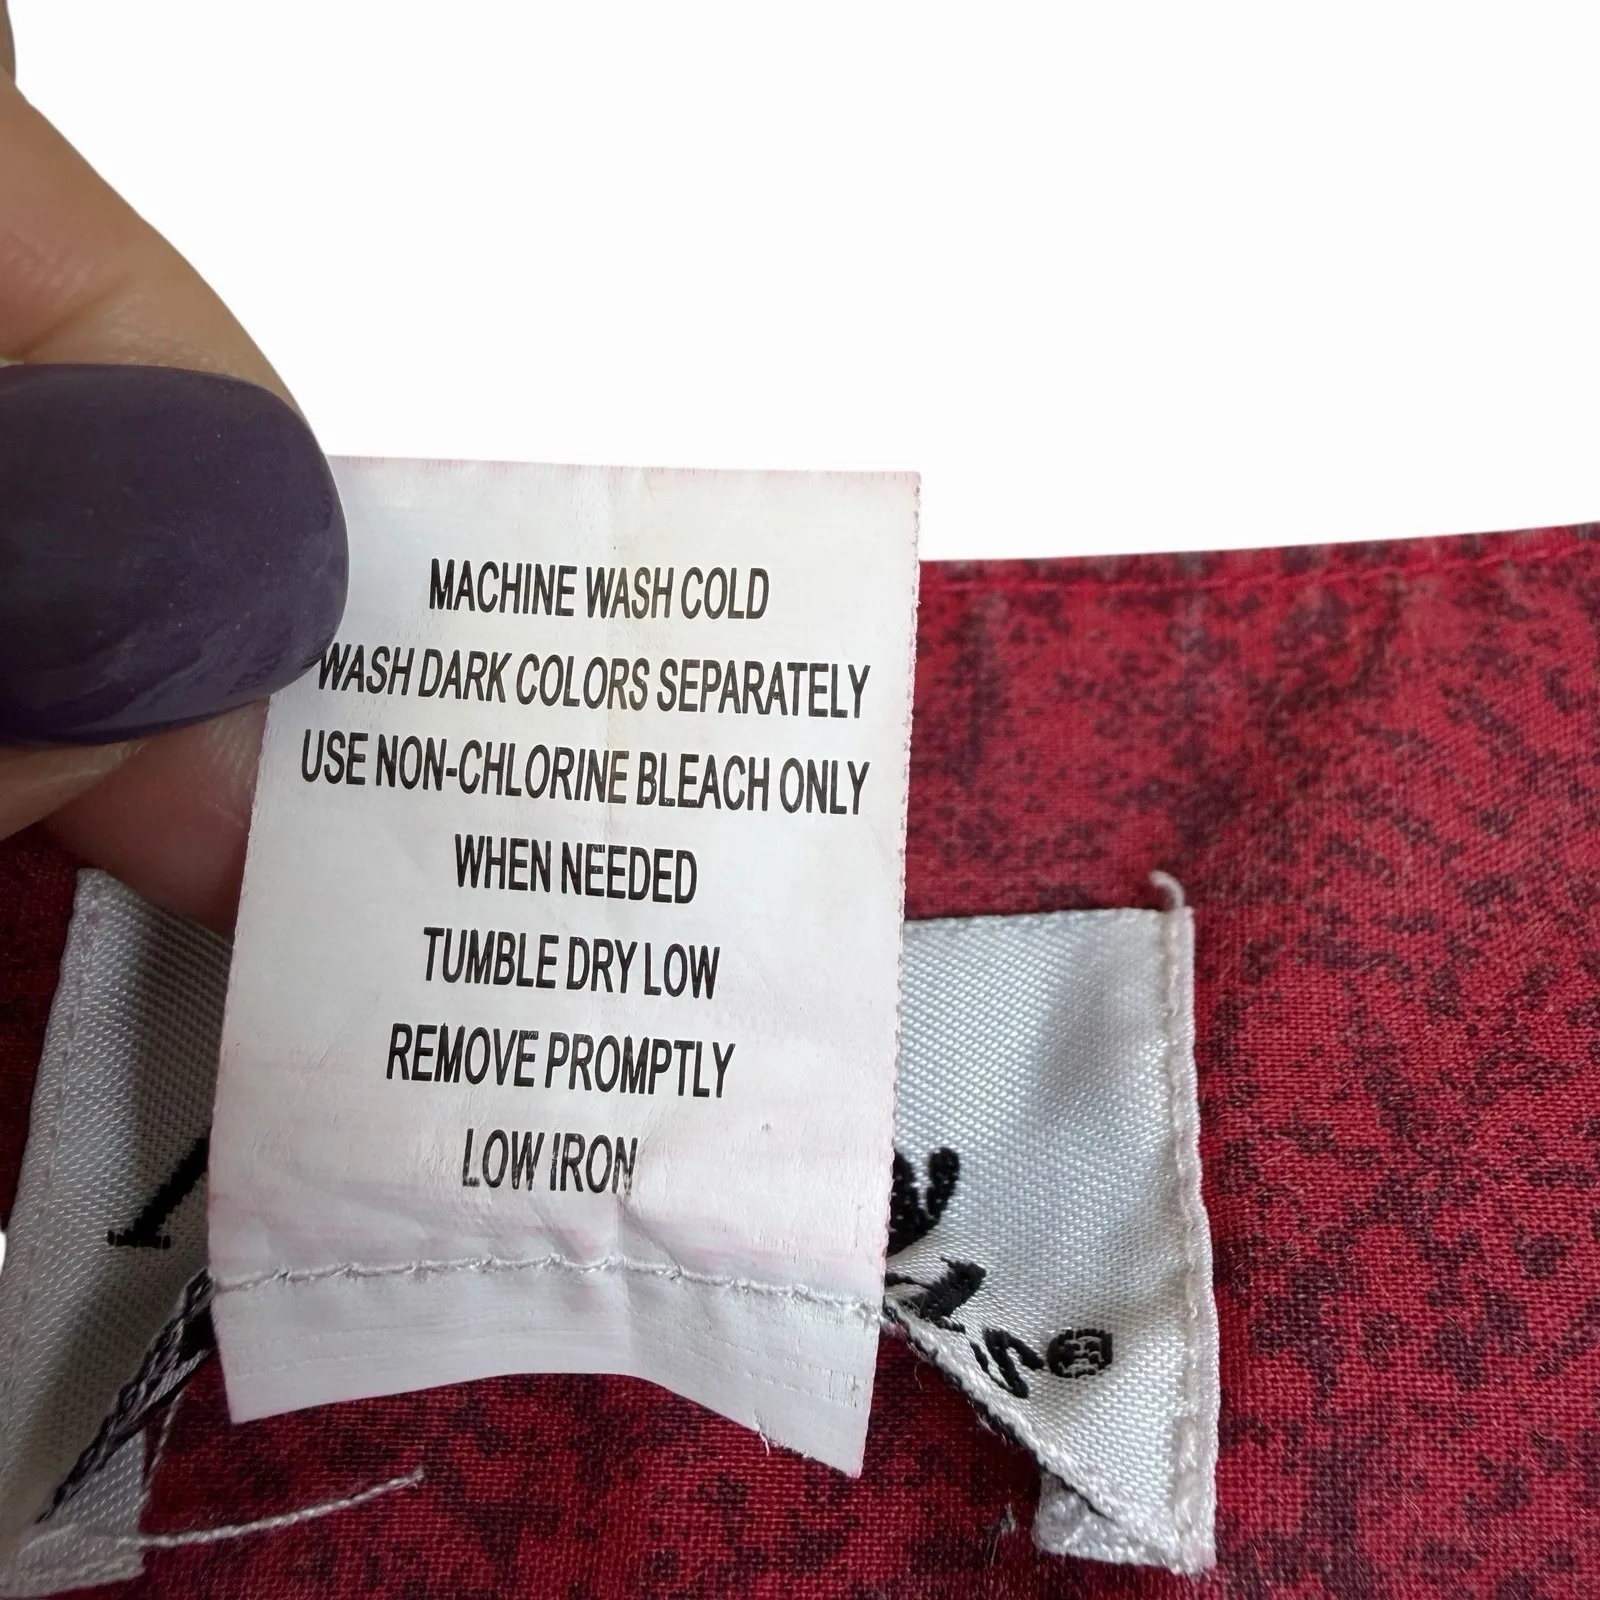 MACHINE WASH COLD
WASH DARK COLORS SEPARATELY
USE NON-CHLORINE BLEACH ONLY
WHEN NEEDED
TUMBLE DRY LOW
REMOVE PROMPTLY
LOW IRON